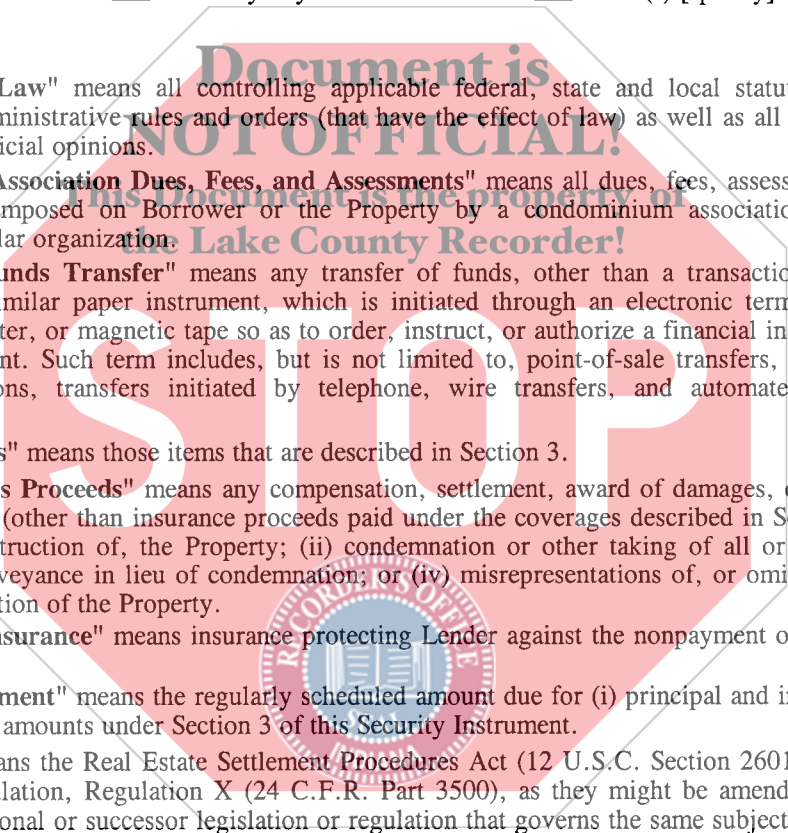 Document is
Law" means all controlling applicable federal, state and local statut
ministrative rules and orders (that have the effect of law) as well as all
NOT OFFICIAL!
icial opinions.
Association Dues, Fees, and Assessments" means all dues, fees, assess
This Document is the property of
mposed on Borrower or the Property by a condominium associatio
lar organization.
the Lake County Recorder!
unds Transfer" means any transfer of funds, other than a transactio
imilar paper instrument, which is initiated through an electronic term
ter, or magnetic tape so as to order, instruct, or authorize a financial in
nt. Such term includes, but is not limited to, point-of-sale transfers,
ons, transfers initiated by telephone, wire transfers, and automate
STOP
s" means those items that are described in Section 3.
s Proceeds" means any compensation, settlement, award of damages,
(other than insurance proceeds paid under the coverages described in S
truction of, the Property; (ii) condemnation or other taking of all or
veyance in lieu of condemnation; or (iv) misrepresentations of, or omi
tion of the Property.
nsurance" means insurance protecting Lender against the nonpayment o
RECORDER'S OFFICE
ment" means the regularly scheduled amount due for (i) principal and i
amounts under Section 3 of this Security Instrument.
SEAL
INDIANA
ans the Real Estate Settlement Procedures Act (12 U.S.C. Section 2601
ulation, Regulation X (24 C.F.R. Part 3500), as they might be amend
onal or successor legislation or regulation that governs the same subject